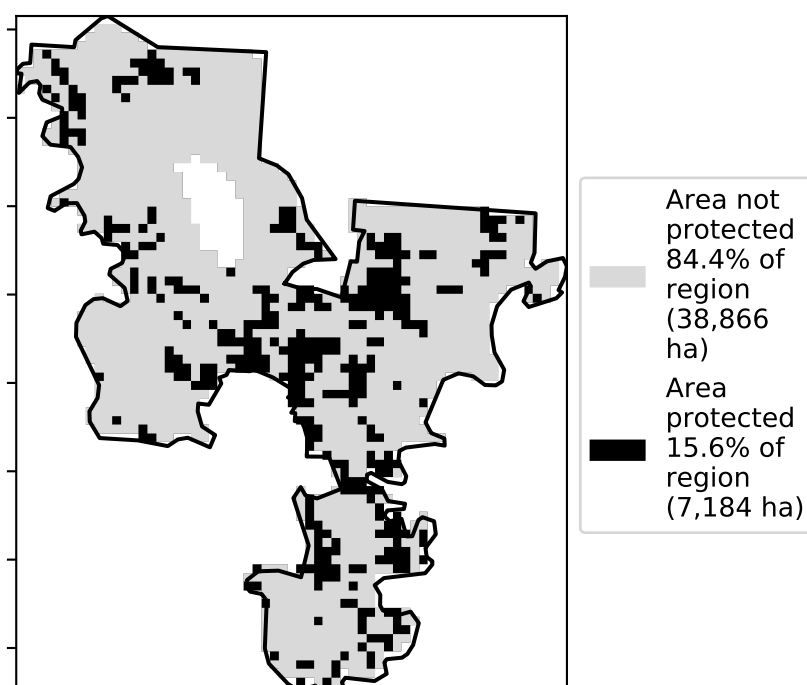 Area not
protected
84.4% of
region
(38,866
ha)
Area
protected
15.6% of
region
(7,184 ha)